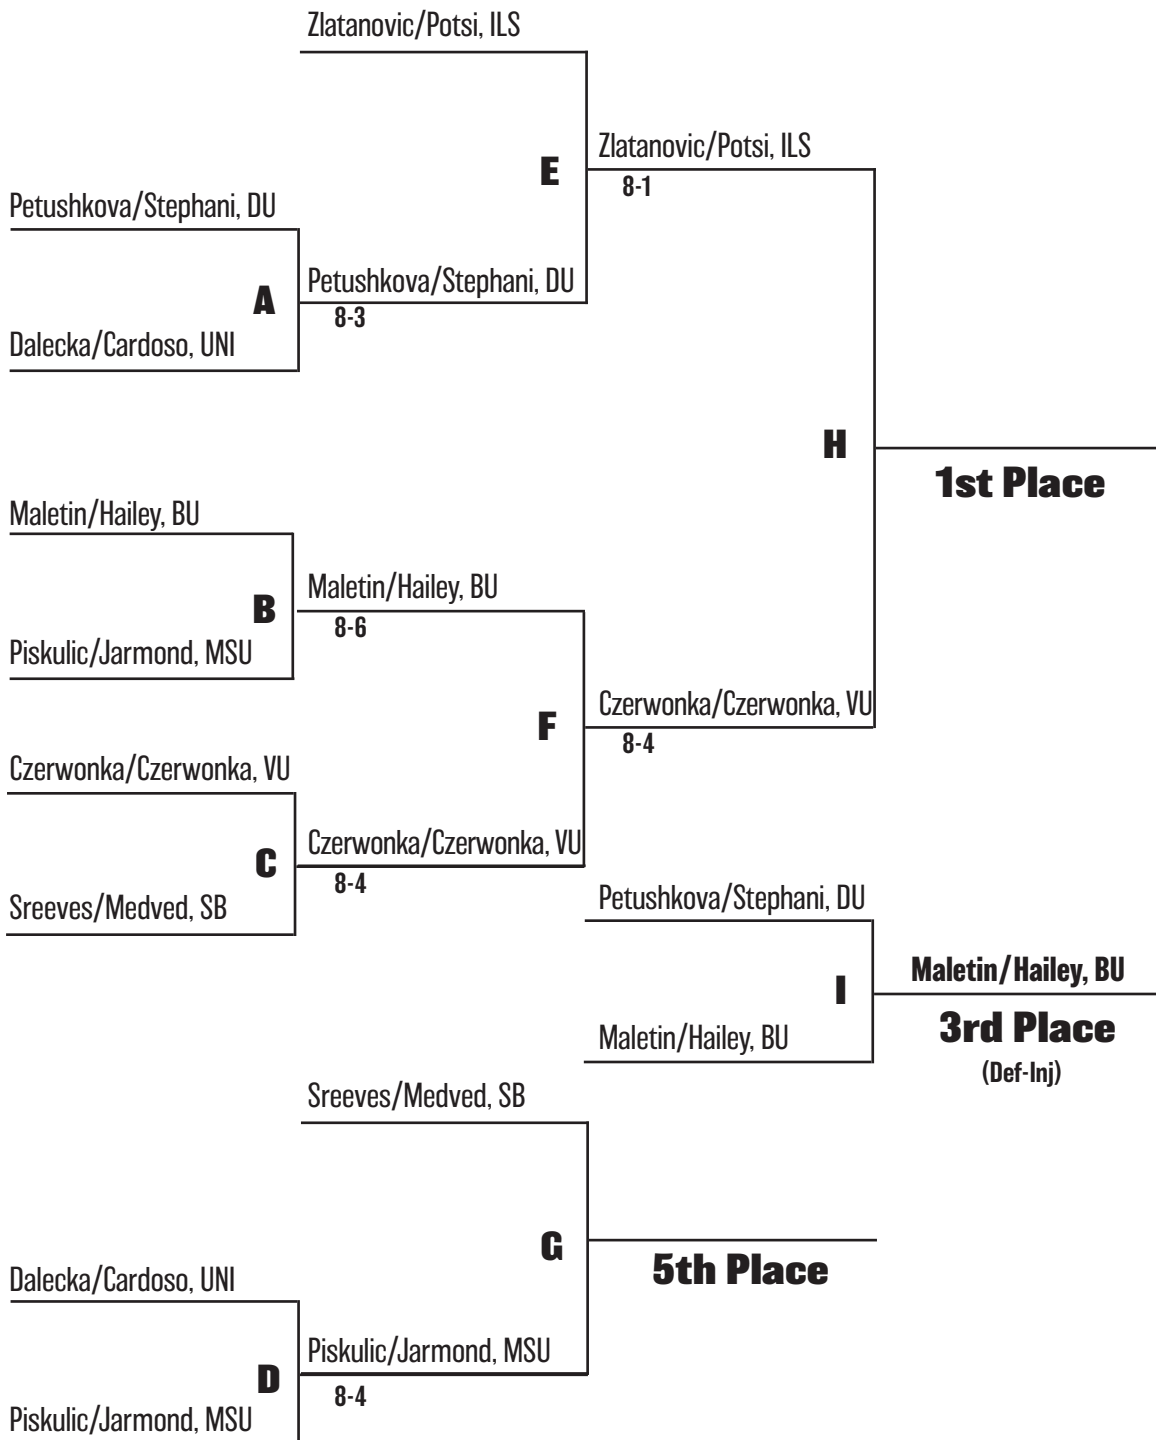 Zlatanovic/Potsi, ILS
E
Zlatanovic/Potsi, ILS
8-1
Petushkova/Stephani, DU
A
Petushkova/Stephani, DU
8-3
Dalecka/Cardoso, UNI
H
1st Place
Maletin/Hailey, BU
B
Maletin/Hailey, BU
8-6
Piskulic/Jarmond, MSU
F
Czerwonka/Czerwonka, VU
8-4
Czerwonka/Czerwonka, VU
C
Czerwonka/Czerwonka, VU
8-4
Sreeves/Medved, SB
Petushkova/Stephani, DU
I
Maletin/Hailey, BU
3rd Place
(Def-Inj)
Maletin/Hailey, BU
Sreeves/Medved, SB
G
5th Place
Dalecka/Cardoso, UNI
D
Piskulic/Jarmond, MSU
8-4
Piskulic/Jarmond, MSU